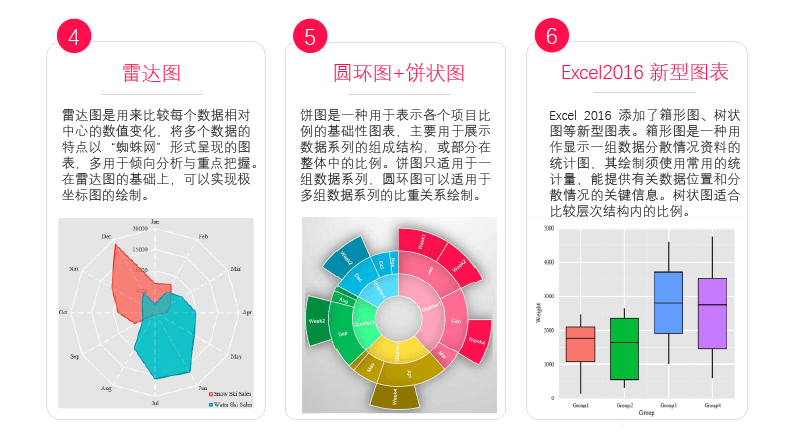 4
雷达图
雷达图是用来比较每个数据相对
中心的数值变化，将多个数据的
特点以“蜘蛛网”形式呈现的图
表，多用于倾向分析与重点把握。
在雷达图的基础上，可以实现极
坐标图的绘制。
Jan
Feb
Mar
Apr
May
Jun
Jul
Aug
Sep
Oct
Nov
Dec
20000
15000
Snow Ski Sales
Water Ski Sales
5
圆环图+饼状图
饼图是一种用于表示各个项目比
例的基础性图表，主要用于展示
数据系列的组成结构，或部分在
整体中的比例。饼图只适用于一
组数据系列，圆环图可以适用于
多组数据系列的比重关系绘制。
Week1
Week2
Week4
Week4
Week2
Week2
Jan
Feb
Mar
Apr
May
Sep
Aug
Dec
Oct
6
Excel2016 新型图表
Excel 2016 添加了箱形图、树状
图等新型图表。箱形图是一种用
作显示一组数据分散情况资料的
统计图，其绘制须使用常用的统
计量，能提供有关数据位置和分
散情况的关键信息。树状图适合
比较层次结构内的比例。
5000
4000
3000
2000
1000
0
Weight
Group1
Group2
Group3
Group4
Group